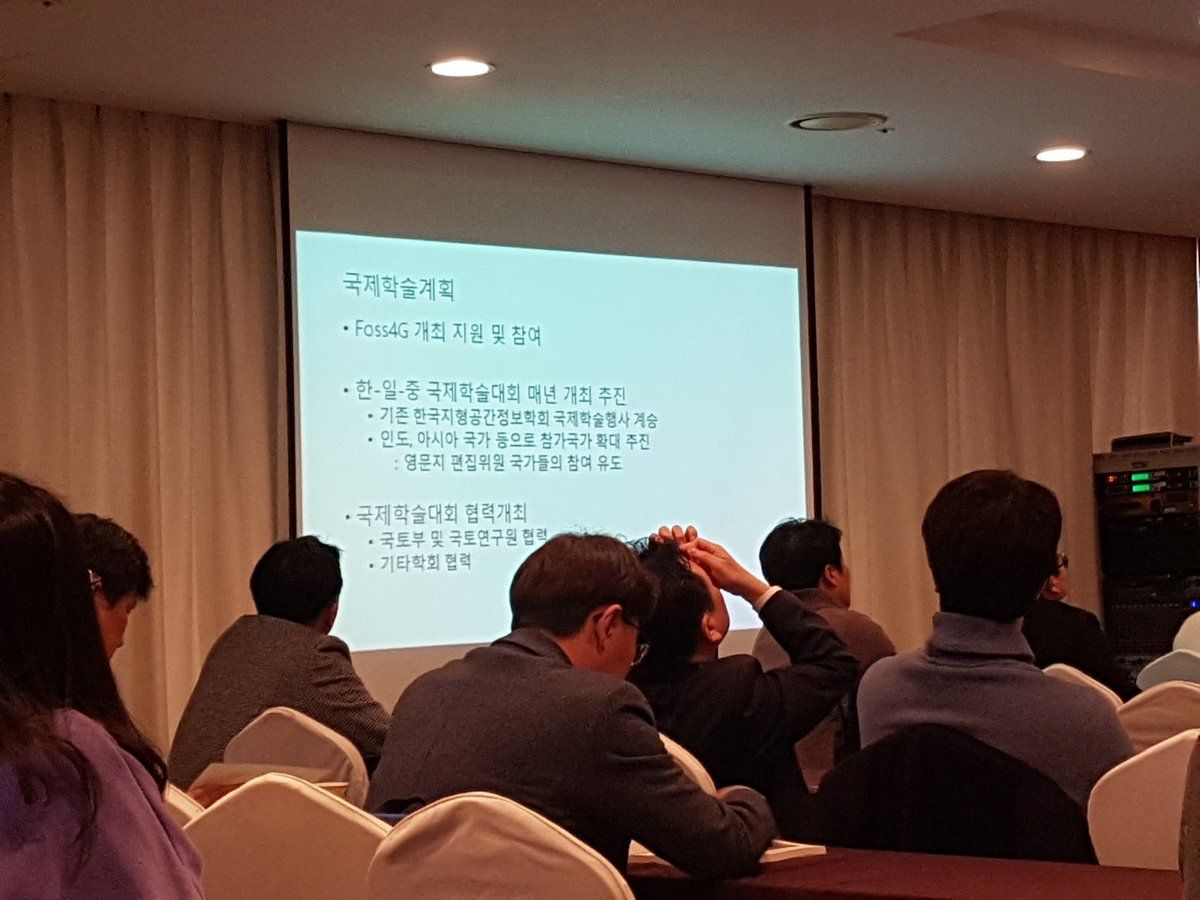 국제학술계획
• Foss4G 개최 지원 및 참여
• 한-일-중 국제학술대회 매년 개최 추진
• 기존 한국지형공간정보학회 국제학술행사 계승
• 인도, 아시아 국가 등으로 참가국가 확대 추진
: 영문지 편집위원 국가들의 참여 유도
• 국제학술대회 협력개최
• 국토부 및 국토연구원 협력
• 기타학회 협력